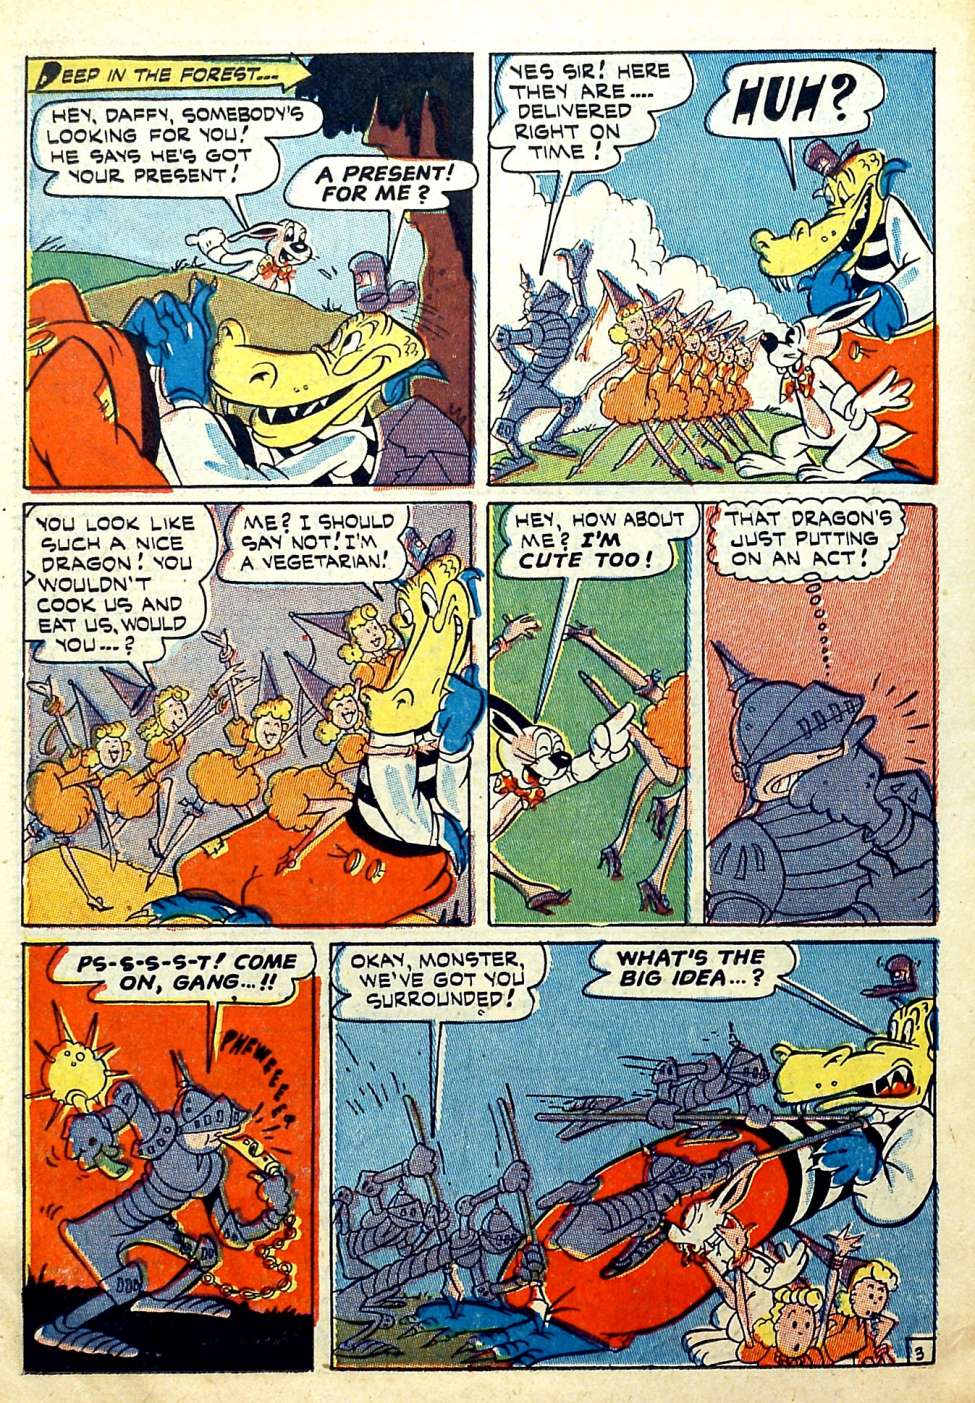 DEEP IN THE FOREST....
HEY, DAFFY, SOMEBODY'S
LOOKING FOR YOU!
HE SAYS HE'S GOT
YOUR PRESENT!
A PRESENT!
FOR ME?
YES SIR! HERE
THEY ARE....
DELIVERED
RIGHT ON
TIME!
HUH?
YOU LOOK LIKE
SUCH A NICE
DRAGON! YOU
WOULDN'T
COOK US AND
EAT US, WOULD
YOU---?
ME? I SHOULD
SAY NOT! I'M
A VEGETARIAN!
HEY, HOW ABOUT
ME? I'M
CUTE TOO!
THAT DRAGON'S
JUST PUTTING
ON AN ACT!
PS-S-S-S-T! COME
ON, GANG...!!
PHEWEEEEE?
OKAY, MONSTER,
WE'VE GOT YOU
SURROUNDED!
WHAT'S THE
BIG IDEA...?
3